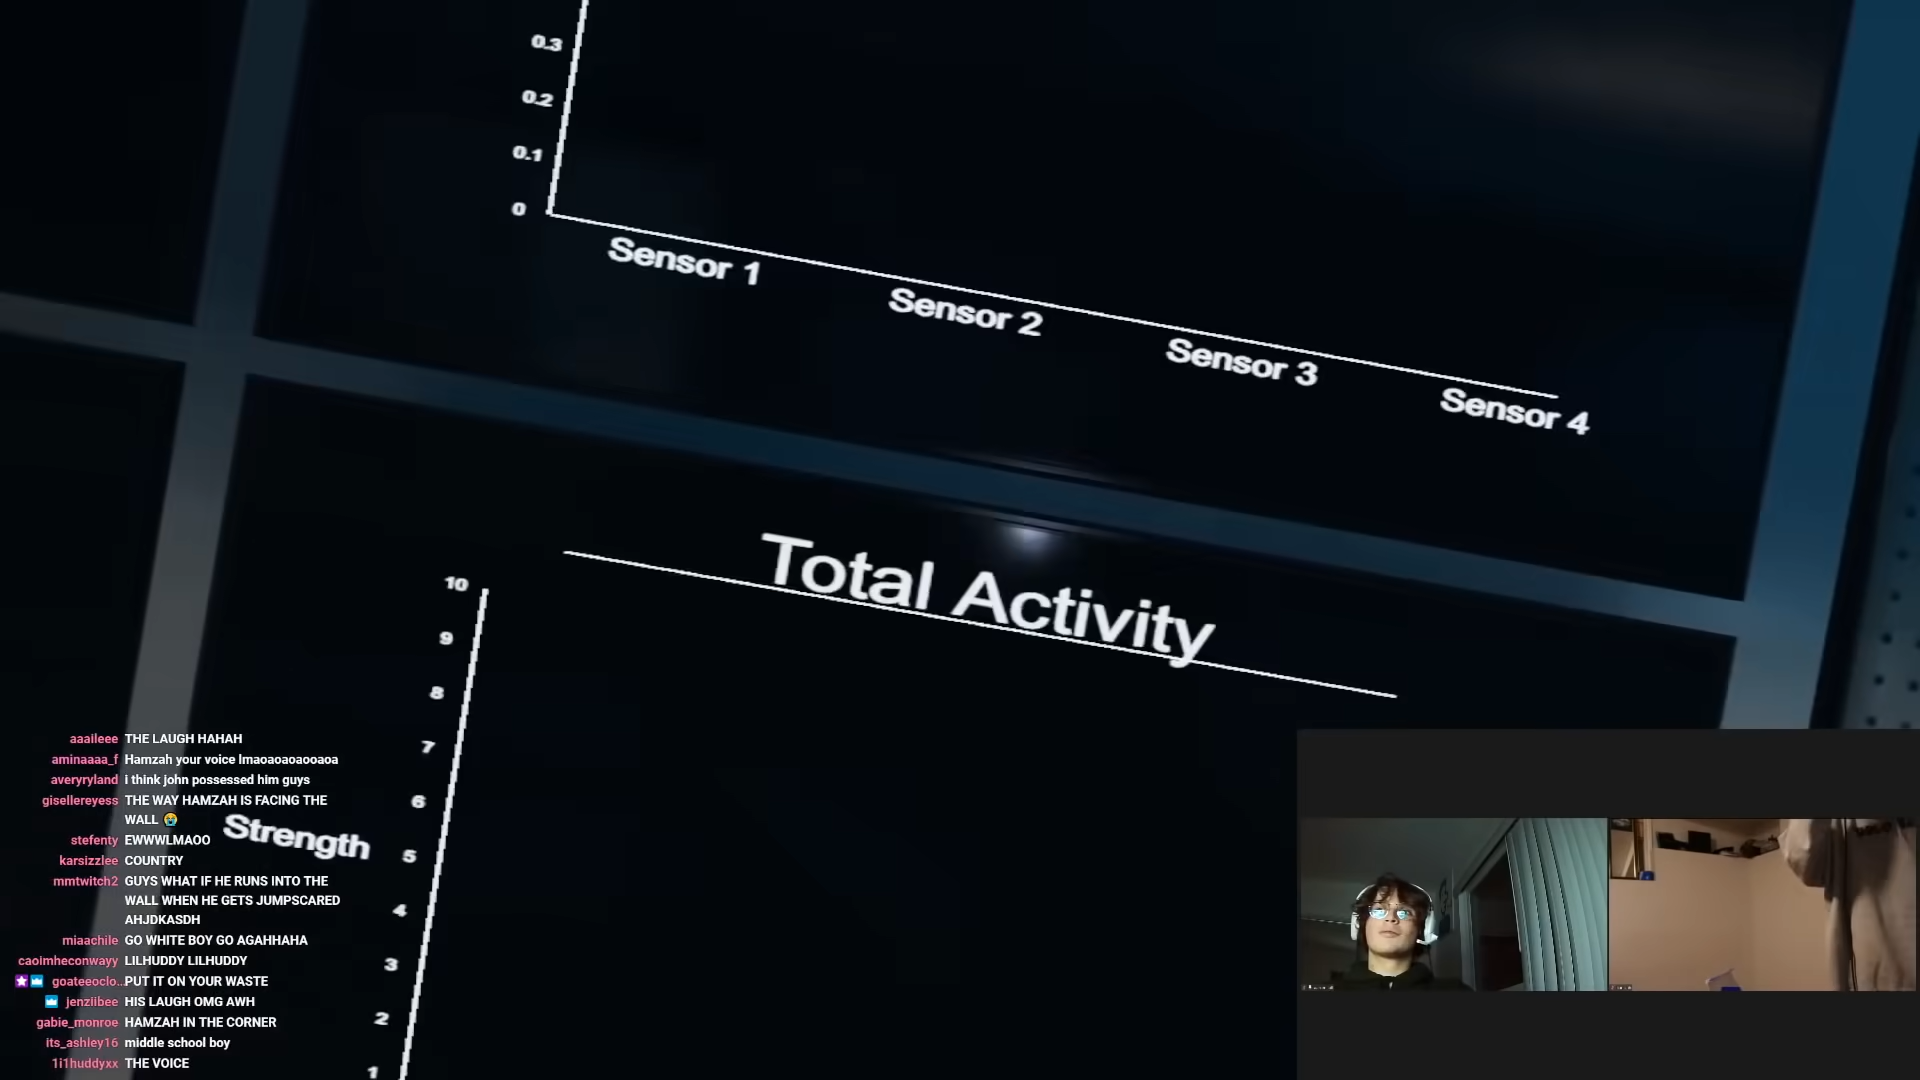 0.3
0.2
0.1
0
Sensor 1
Sensor 2
Sensor 3
Sensor 4
Total Activity
10
9
8
7
6
Strength
5
4
3
2
1
aaaileee THE LAUGH HAHAH
aminaaaa_f Hamzah your voice lmaoaoaoaooaoa
averyryland i think john possessed him guys
gisellereyess THE WAY HAMZAH IS FACING THE
WALL 😭
stefenty EWWWLMAOO
karsizzlee COUNTRY
mmtwitch2 GUYS WHAT IF HE RUNS INTO THE
WALL WHEN HE GETS JUMPSCARED
AHJDKASDH
miaachile GO WHITE BOY GO AGAHHAHA
caoimheconwayy LILHUDDY LILHUDDY
goateeoclo... PUT IT ON YOUR WASTE
jenziibee HIS LAUGH OMG AWH
gabie_monroe HAMZAH IN THE CORNER
its_ashley16 middle school boy
1i1huddyxx THE VOICE